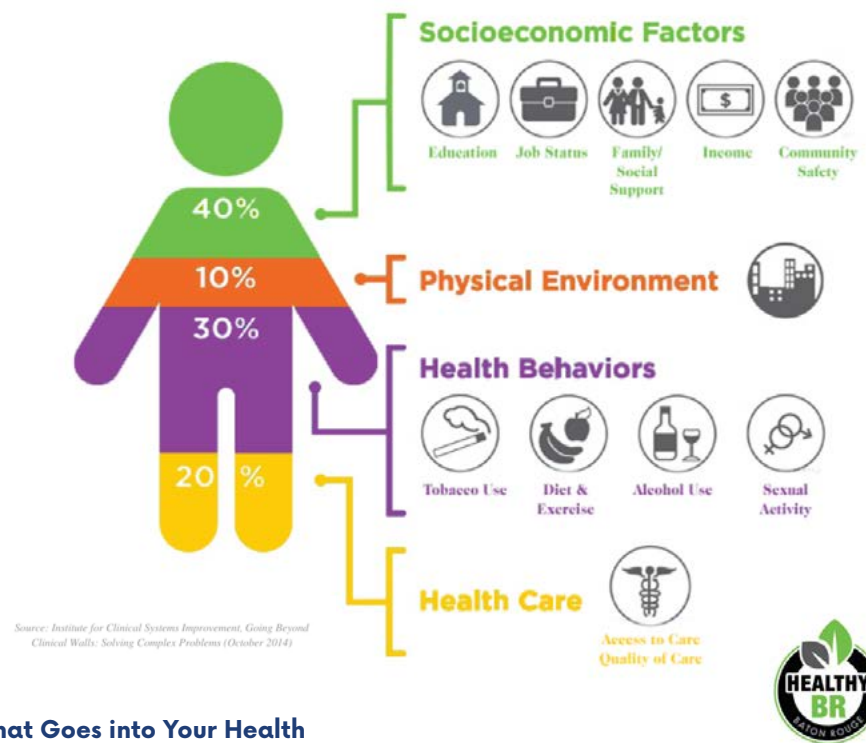 Socioeconomic Factors
Education
Job Status
Family/
Social
Support
Income
Community
Safety
40%
10%
Physical Environment
30%
Health Behaviors
Tobacco Use
Diet &
Exercise
Alcohol Use
Sexual
Activity
20 %
Health Care
Access to Care
Quality of Care
Source: Institute for Clinical Systems Improvement, Going Beyond
Clinical Walls: Solving Complex Problems (October 2014)
HEALTHY
BR
BATON ROUGE
Goes into Your Health